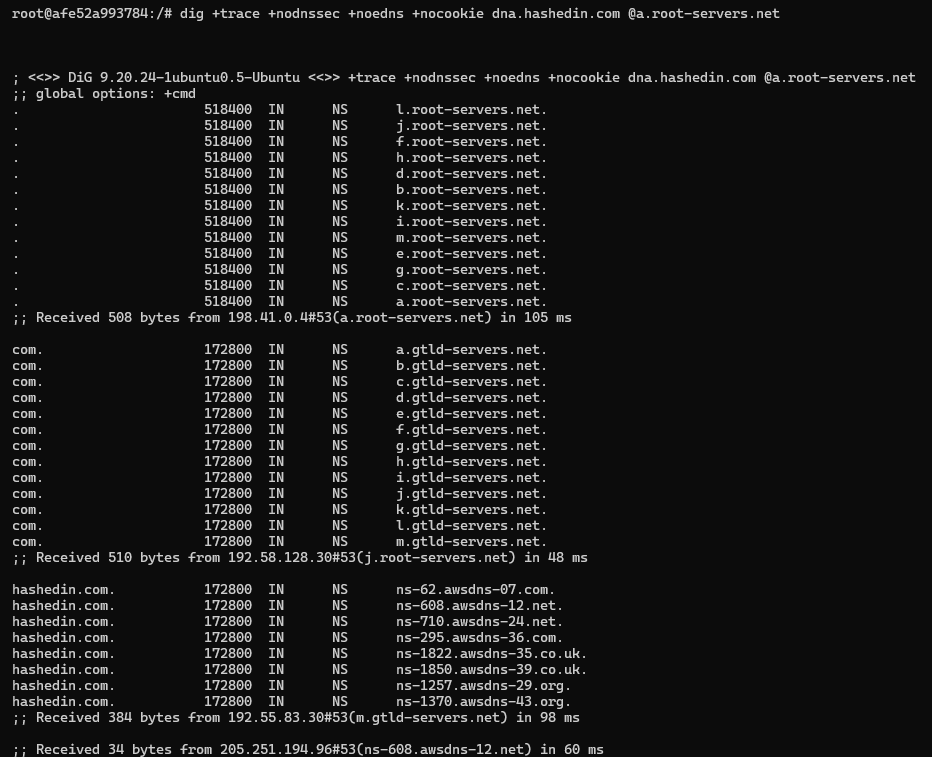 root@afe52a993784:/# dig +trace +nodnssec +noedns +nocookie dna.hashedin.com @a.root-servers.net
; <<>> DiG 9.20.24-1ubuntu0.5-Ubuntu <<>> +trace +nodnssec +noedns +nocookie dna.hashedin.com @a.root-servers.net
;; global options: +cmd
. 518400 IN NS l.root-servers.net.
. 518400 IN NS j.root-servers.net.
. 518400 IN NS f.root-servers.net.
. 518400 IN NS h.root-servers.net.
. 518400 IN NS d.root-servers.net.
. 518400 IN NS b.root-servers.net.
. 518400 IN NS k.root-servers.net.
. 518400 IN NS i.root-servers.net.
. 518400 IN NS m.root-servers.net.
. 518400 IN NS e.root-servers.net.
. 518400 IN NS g.root-servers.net.
. 518400 IN NS c.root-servers.net.
. 518400 IN NS a.root-servers.net.
;; Received 508 bytes from 198.41.0.4#53(a.root-servers.net) in 105 ms
com. 172800 IN NS a.gtld-servers.net.
com. 172800 IN NS b.gtld-servers.net.
com. 172800 IN NS c.gtld-servers.net.
com. 172800 IN NS d.gtld-servers.net.
com. 172800 IN NS e.gtld-servers.net.
com. 172800 IN NS f.gtld-servers.net.
com. 172800 IN NS g.gtld-servers.net.
com. 172800 IN NS h.gtld-servers.net.
com. 172800 IN NS i.gtld-servers.net.
com. 172800 IN NS j.gtld-servers.net.
com. 172800 IN NS k.gtld-servers.net.
com. 172800 IN NS l.gtld-servers.net.
com. 172800 IN NS m.gtld-servers.net.
;; Received 510 bytes from 192.58.128.30#53(j.root-servers.net) in 48 ms
hashedin.com. 172800 IN NS ns-62.awsdns-07.com.
hashedin.com. 172800 IN NS ns-608.awsdns-12.net.
hashedin.com. 172800 IN NS ns-710.awsdns-24.net.
hashedin.com. 172800 IN NS ns-295.awsdns-36.com.
hashedin.com. 172800 IN NS ns-1822.awsdns-35.co.uk.
hashedin.com. 172800 IN NS ns-1850.awsdns-39.co.uk.
hashedin.com. 172800 IN NS ns-1257.awsdns-29.org.
hashedin.com. 172800 IN NS ns-1370.awsdns-43.org.
;; Received 384 bytes from 192.55.83.30#53(m.gtld-servers.net) in 98 ms
;; Received 34 bytes from 205.251.194.96#53(ns-608.awsdns-12.net) in 60 ms